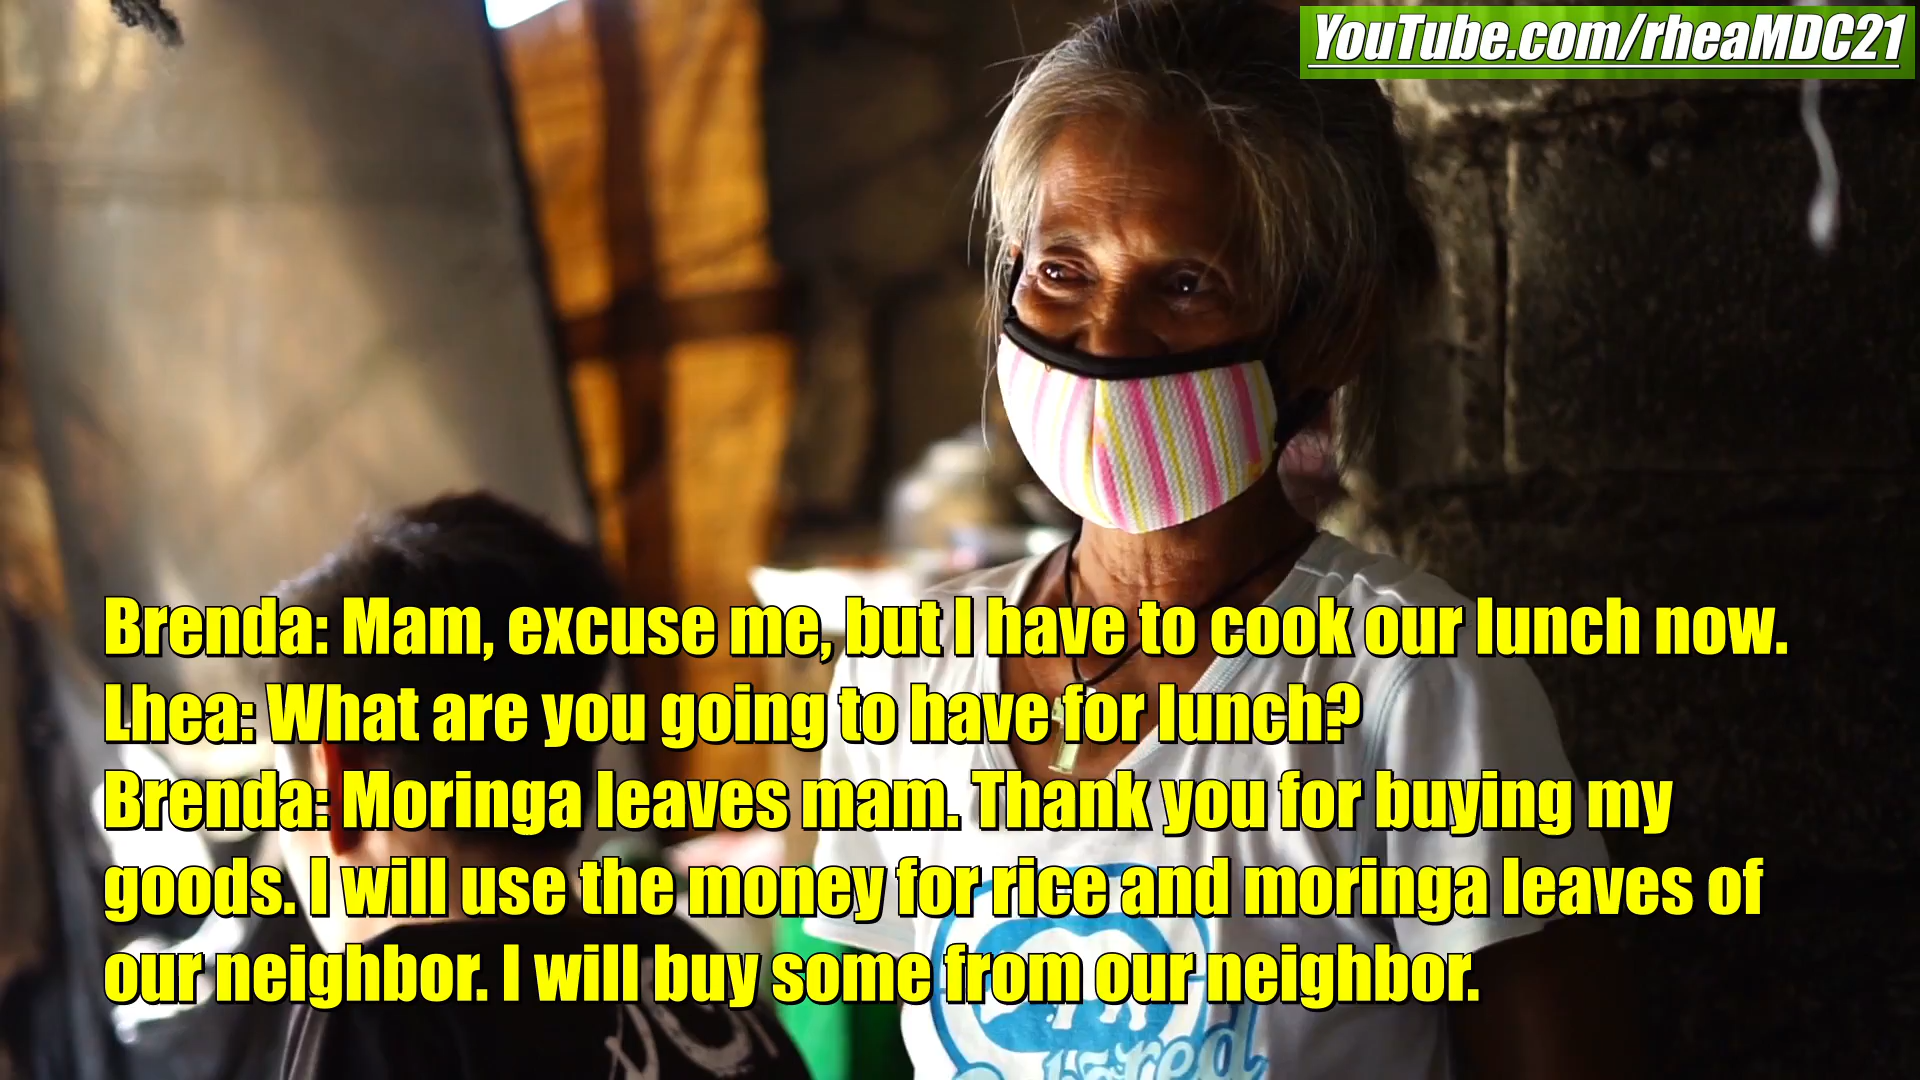 YouTube.com/rheaMDC21
Brenda: Mam, excuse me, but I have to cook our lunch now.
Lhea: What are you going to have for lunch?
Brenda: Moringa leaves mam. Thank you for buying my
goods. I will use the money for rice and moringa leaves of
our neighbor. I will buy some from our neighbor.